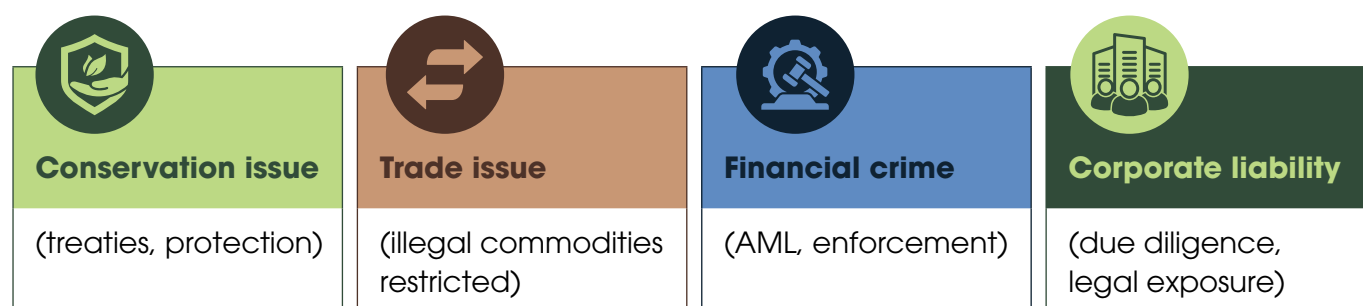 Conservation issue
(treaties, protection)
Trade issue
(illegal commodities
restricted)
Financial crime
(AML, enforcement)
Corporate liability
(due diligence,
legal exposure)